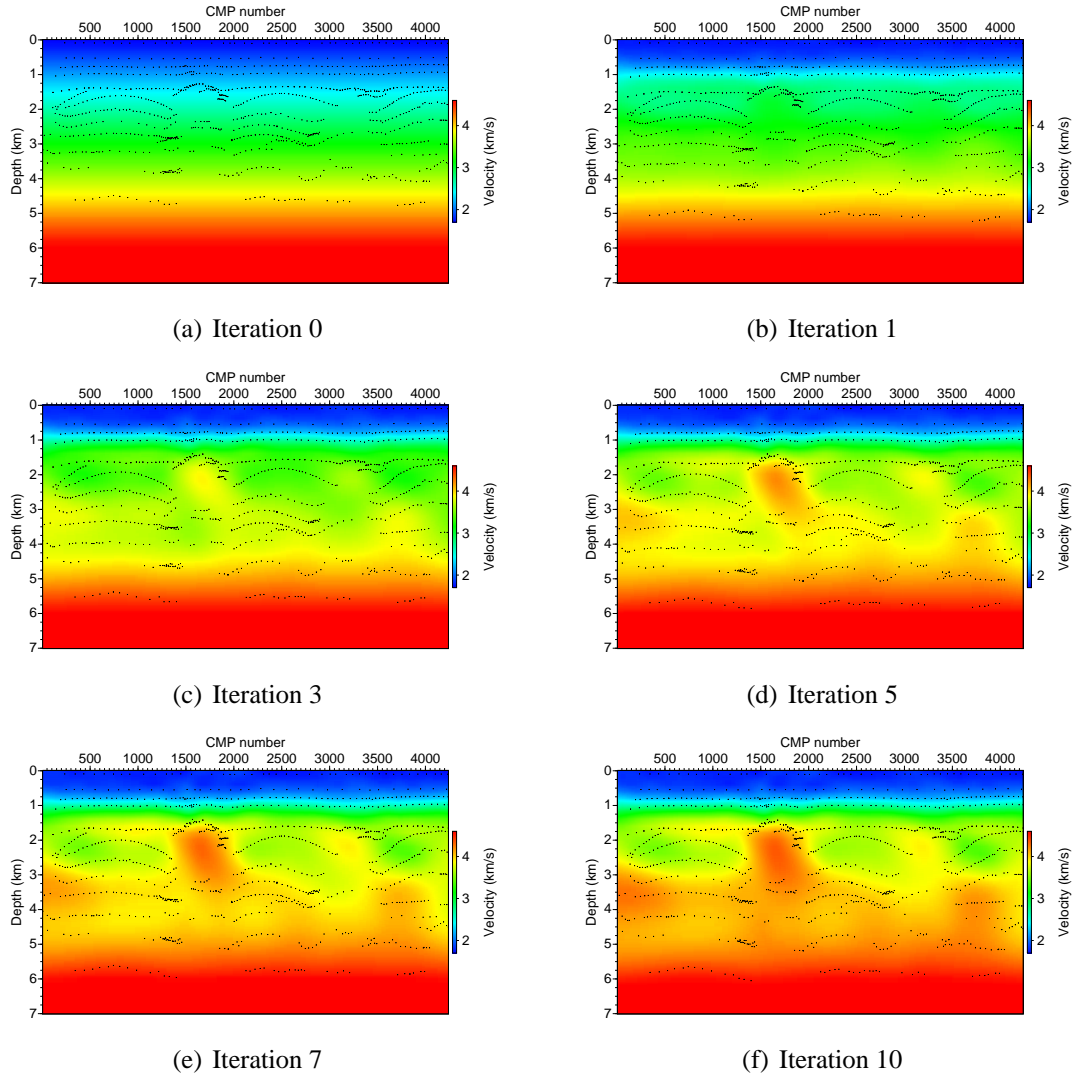 CMP number CMP number
500 1000 1500 2000 2500 3000 3500 4000 500 1000 1500 2000 2500 3000 3500 4000
0 0
1 1
2 4 2 4
Depth (km) 3 3 Velocity (km/s) Depth (km) 3 3 Velocity (km/s)
4 4
5 2 5 2
6 6
7 7
(a) Iteration 0 (b) Iteration 1
CMP number CMP number
500 1000 1500 2000 2500 3000 3500 4000 500 1000 1500 2000 2500 3000 3500 4000
0 0
1 1
2 4 2 4
Depth (km) 3 3 Velocity (km/s) Depth (km) 3 3 Velocity (km/s)
4 4
5 2 5 2
6 6
7 7
(c) Iteration 3 (d) Iteration 5
CMP number CMP number
500 1000 1500 2000 2500 3000 3500 4000 500 1000 1500 2000 2500 3000 3500 4000
0 0
1 1
2 4 2 4
Depth (km) 3 3 Velocity (km/s) Depth (km) 3 3 Velocity (km/s)
4 4
5 2 5 2
6 6
7 7
(e) Iteration 7 (f) Iteration 10